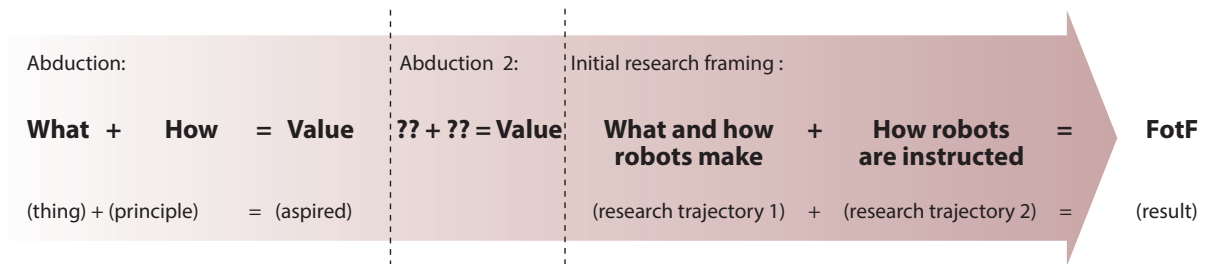 Abduction: Abduction 2: Initial research framing :
What + How = Value ?? + ?? = Value What and how robots make + How robots are instructed = FotF
(thing) + (principle) = (aspired) (research trajectory 1) + (research trajectory 2) = (result)